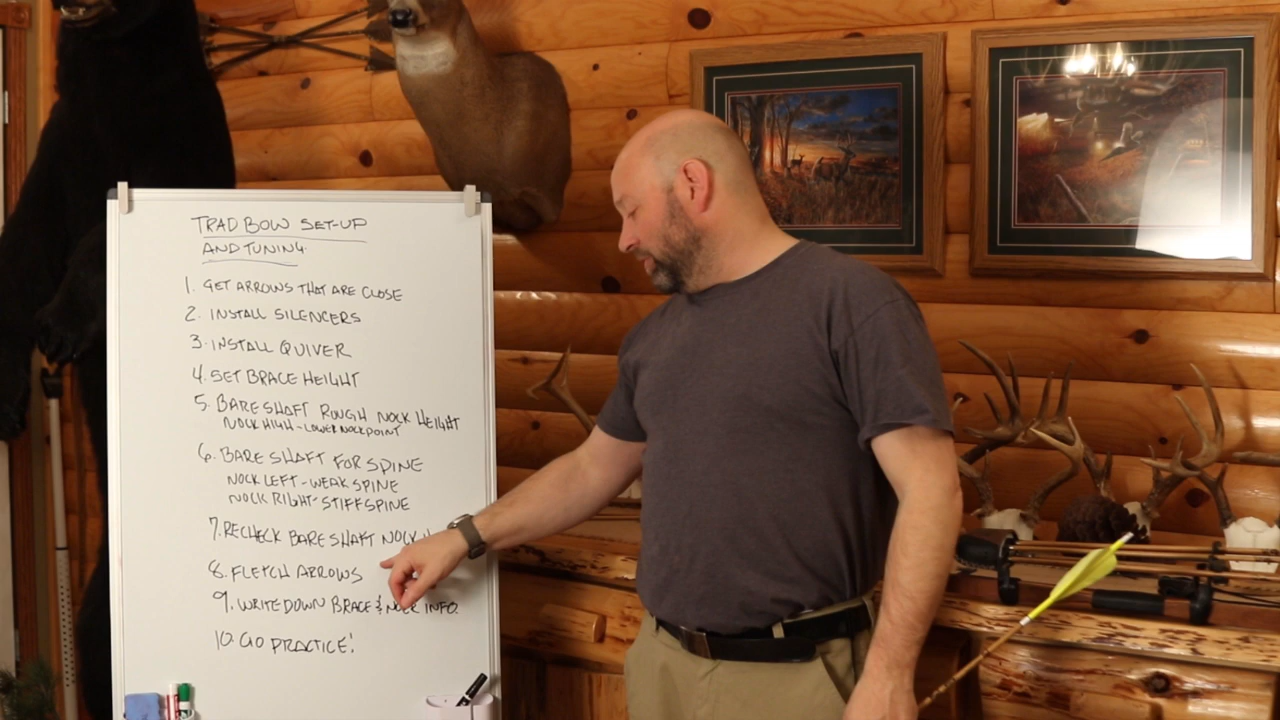 TRAD BOW SET-UP
AND TUNING
1. GET ARROWS THAT ARE CLOSE
2. INSTALL SILENCERS
3. INSTALL QUIVER
4. SET BRACE HEIGHT
5. BARE SHAFT ROUGH NOCK HEIGHT
NOCK HIGH - LOWER NOCK POINT
6. BARE SHAFT FOR SPINE
NOCK LEFT - WEAK SPINE
NOCK RIGHT - STIFF SPINE
7. RECHECK BARE SHAFT NOCK
8. FLETCH ARROWS
9. WRITE DOWN BRACE & NOCK INFO.
10. GO PRACTICE!